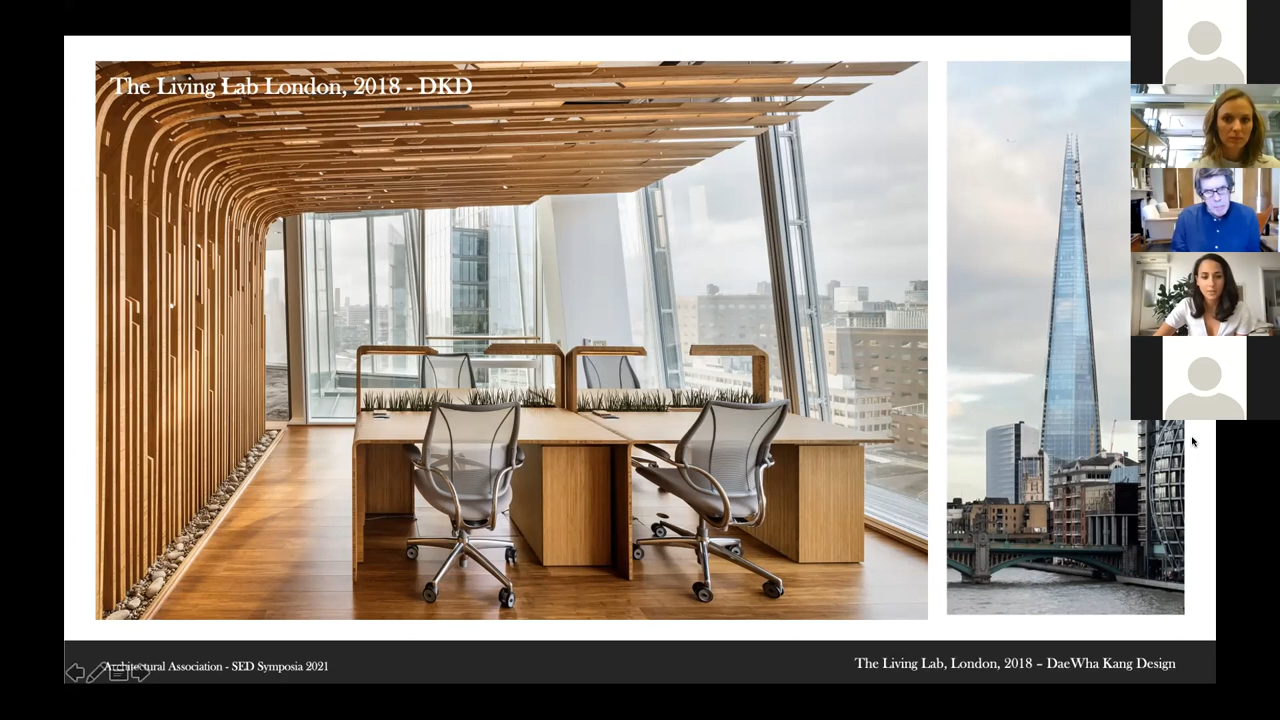 The Living Lab London, 2018 - DKD
Architectural Association - SED Symposia 2021
The Living Lab, London, 2018 – DaeWha Kang Design